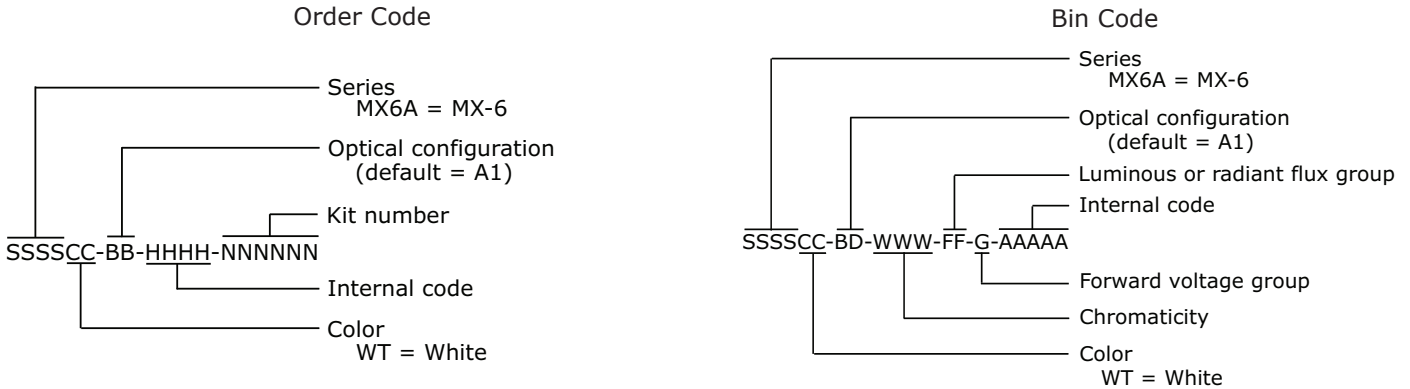 Order Code
Series
MX6A = MX-6
Optical configuration
(default = A1)
Kit number
SSSSCC-BB-HHHH-NNNNNN
Internal code
Color
WT = White
Bin Code
Series
MX6A = MX-6
Optical configuration
(default = A1)
Luminous or radiant flux group
Internal code
SSSSCC-BD-WWW-FF-G-AAAAA
Forward voltage group
Chromaticity
Color
WT = White